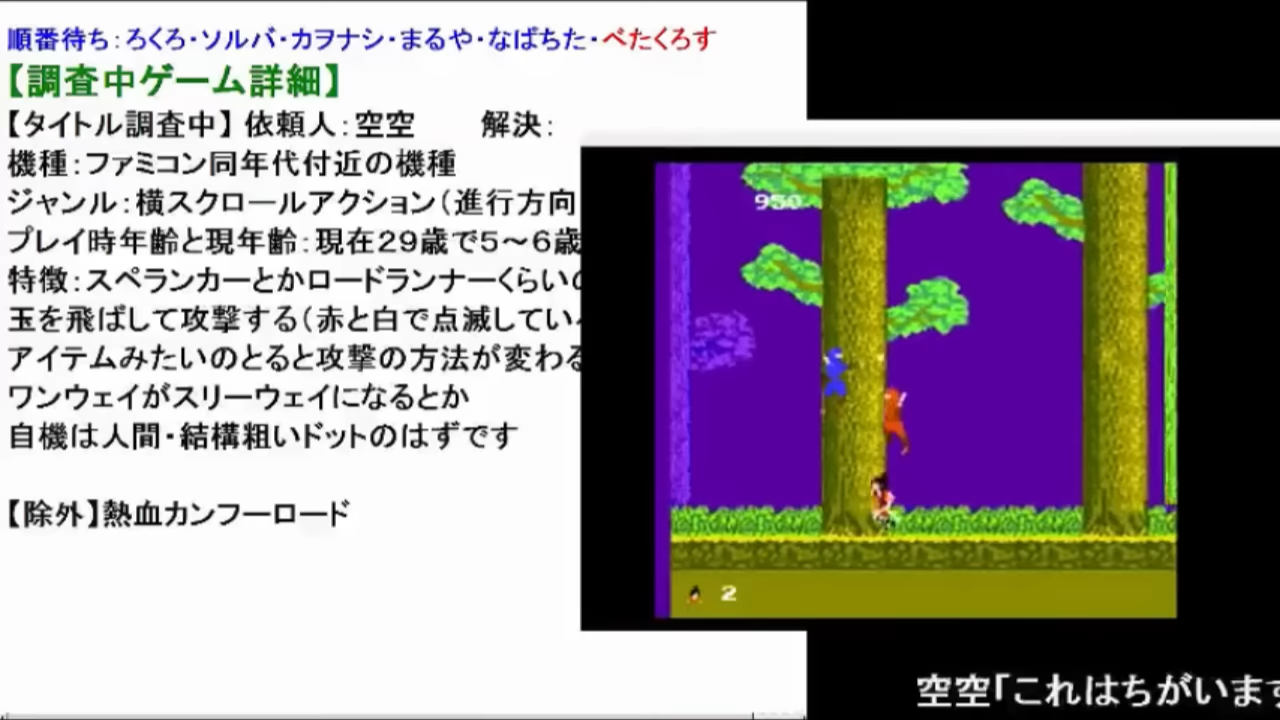 順番待ち：ろくろ・ソルバ・カヲナシ・まるや・なばちた・べたくろす
【調査中ゲーム詳細】
【タイトル調査中】依頼人：空空　　解決：
機種：ファミコン同年代付近の機種
ジャンル：横スクロールアクション（進行方向
プレイ時年齢と現年齢：現在29歳で5～6歳
特徴：スペランカーとかロードランナーくらいの
玉を飛ばして攻撃する（赤と白で点滅してい
アイテムみたいのとると攻撃の方法が変わる
ワンウェイがスリーウェイになるとか
自機は人間・結構粗いドットのはずです
【除外】熱血カンフーロード
950
2
空空「これはちがいます